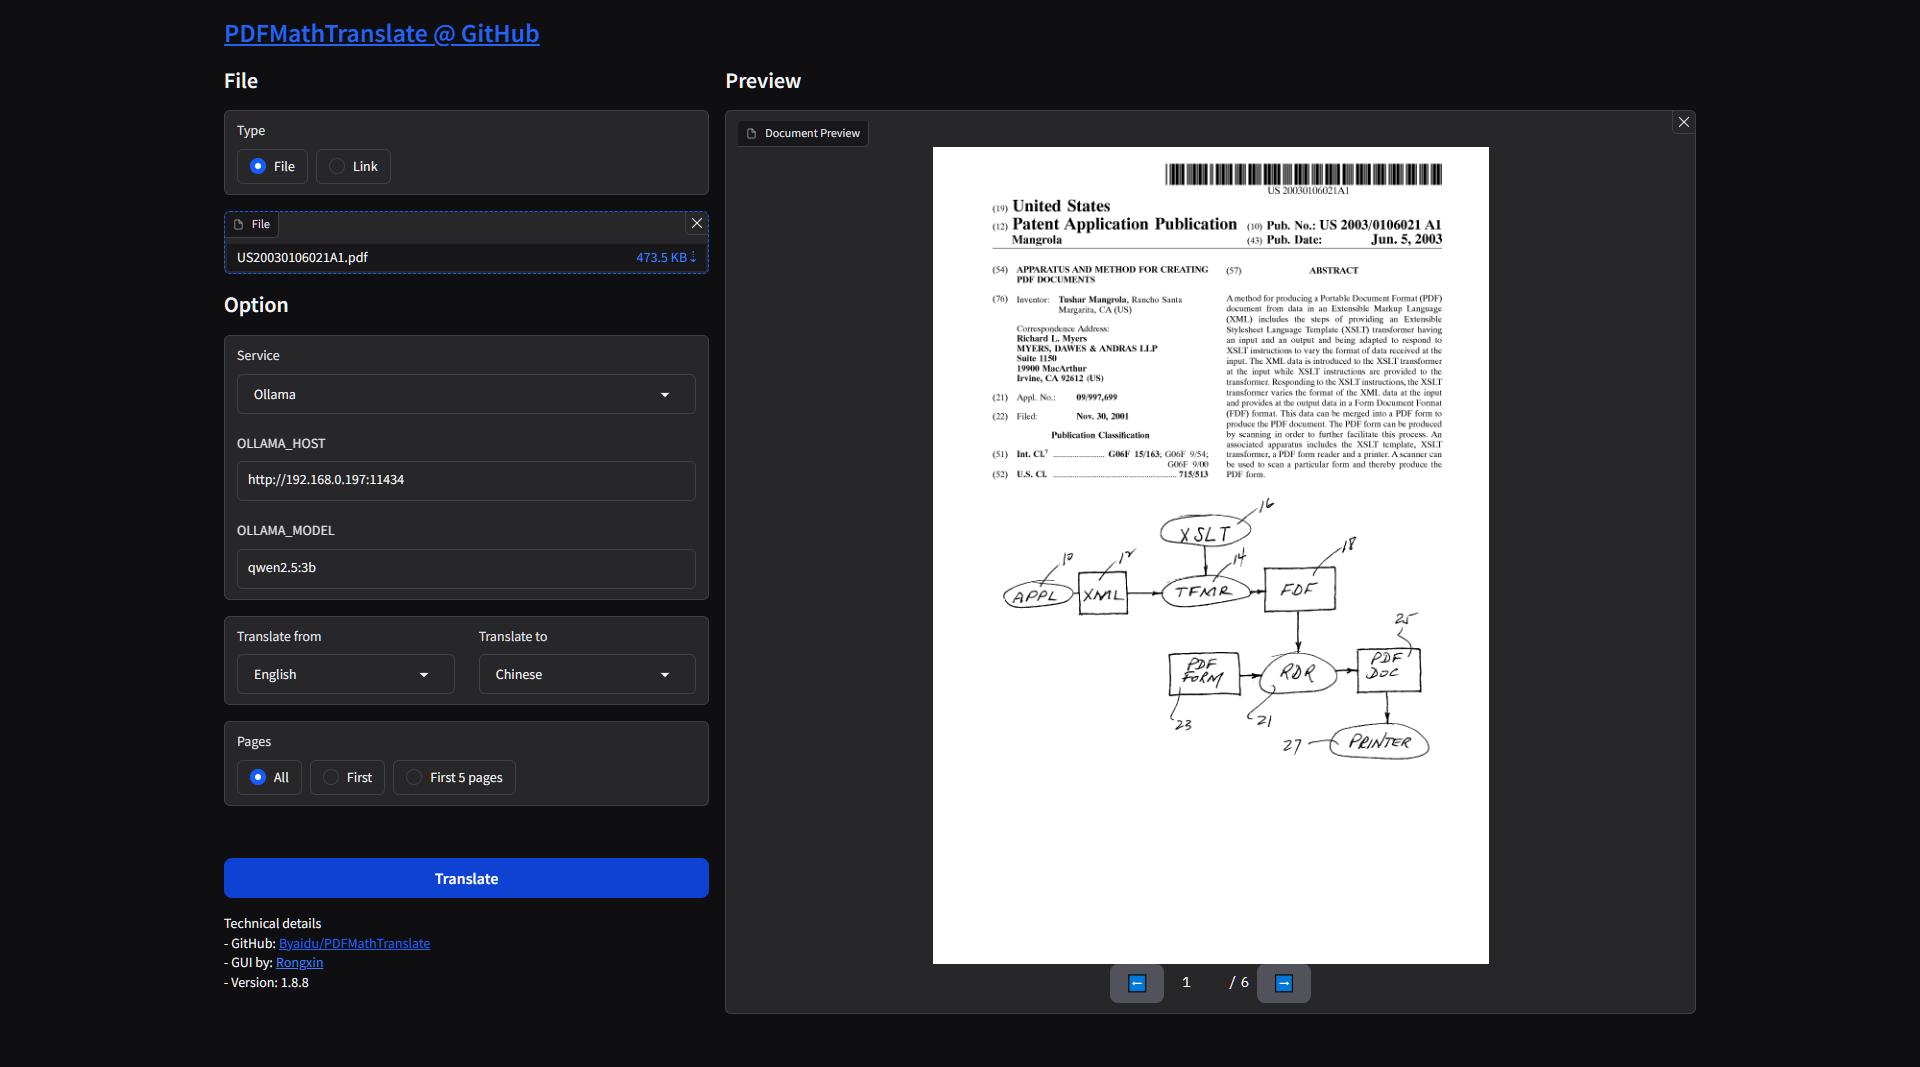 PDFMathTranslate @ GitHub
File
Type
File
Link
File
US20030106021A1.pdf
473.5 KB ⇣
Option
Service
Ollama
OLLAMA_HOST
http://192.168.0.197:11434
OLLAMA_MODEL
qwen2.5:3b
Translate from
Translate to
English
Chinese
Pages
All
First
First 5 pages
Translate
Technical details
- GitHub: Byaidu/PDFMathTranslate
- GUI by: Rongxin
- Version: 1.8.8
Preview
Document Preview
US 20030106021A1
(19) United States
(12) Patent Application Publication
Mangrola
(10) Pub. No.: US 2003/0106021 A1
(43) Pub. Date: Jun. 5, 2003
(54) APPARATUS AND METHOD FOR CREATING
PDF DOCUMENTS
(76) Inventor: Tushar Mangrola, Rancho Santa
Margarita, CA (US)
Correspondence Address:
Richard L. Myers
MYERS, DAWES & ANDRAS LLP
Suite 1150
19900 MacArthur
Irvine, CA 92612 (US)
(21) Appl. No.: 09/997,699
(22) Filed: Nov. 30, 2001
Publication Classification
(51) Int. Cl.7 ........................ G06F 15/163; G06F 9/54;
G06F 9/00
(52) U.S. Cl. ........................ 715/513
(57) ABSTRACT
A method for producing a Portable Document Format (PDF)
document from data in an Extensible Markup Language
(XML) includes the steps of providing an Extensible
Stylesheet Language Template (XSLT) transformer having
an input and an output and being adapted to respond to
XSLT instructions to vary the format of data received at the
input. The XML data is introduced to the XSLT transformer
at the input while XSLT instructions are provided to the
transformer. Responding to the XSLT instructions, the XSLT
transformer varies the format of the XML data at the input
and provides at the output data in a Form Document Format
(FDF) format. This data can be merged into a PDF form to
produce the PDF document. The PDF form can be produced
by scanning in order to further facilitate this process. An
associated apparatus includes the XSLT template, XSLT
transformer, a PDF form reader and a printer. A scanner can
be used to scan a particular form and thereby produce the
PDF form.
16
XSLT
10
12
14
18
APPL
XML
TFMR
FDF
25
PDF
FORM
RDR
PDF
DOC
23
21
27
PRINTER
1
/ 6